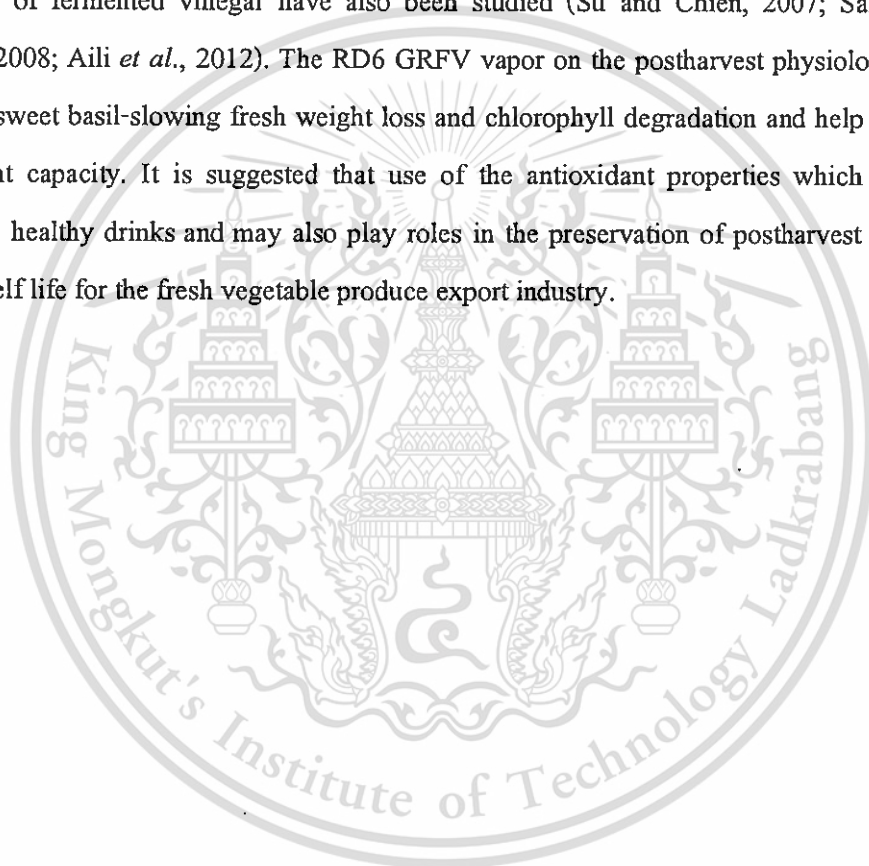 of fermented vinegar have also been studied (Su and Chien, 2007; Sa
2008; Aili et al., 2012). The RD6 GRFV vapor on the postharvest physiolo
sweet basil-slowing fresh weight loss and chlorophyll degradation and help
nt capacity. It is suggested that use of the antioxidant properties which
healthy drinks and may also play roles in the preservation of postharvest
elf life for the fresh vegetable produce export industry.
King Mongkut's Institute of Technology Ladkrabang